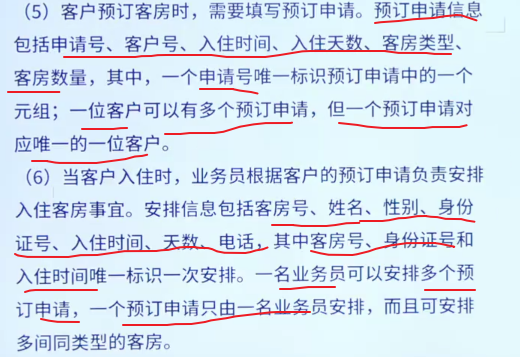 （5）客户预订客房时，需要填写预订申请。预订申请信息
包括申请号、客户号、入住时间、入住天数、客房类型、
客房数量，其中，一个申请号唯一标识预订申请中的一个
元组；一位客户可以有多个预订申请，但一个预订申请对
应唯一的一位客户。
（6）当客户入住时，业务员根据客户的预订申请负责安排
入住客房事宜。安排信息包括客房号、姓名、性别、身份
证号、入住时间、天数、电话，其中客房号、身份证号和
入住时间唯一标识一次安排。一名业务员可以安排多个预
订申请，一个预订申请只由一名业务员安排，而且可安排
多间同类型的客房。